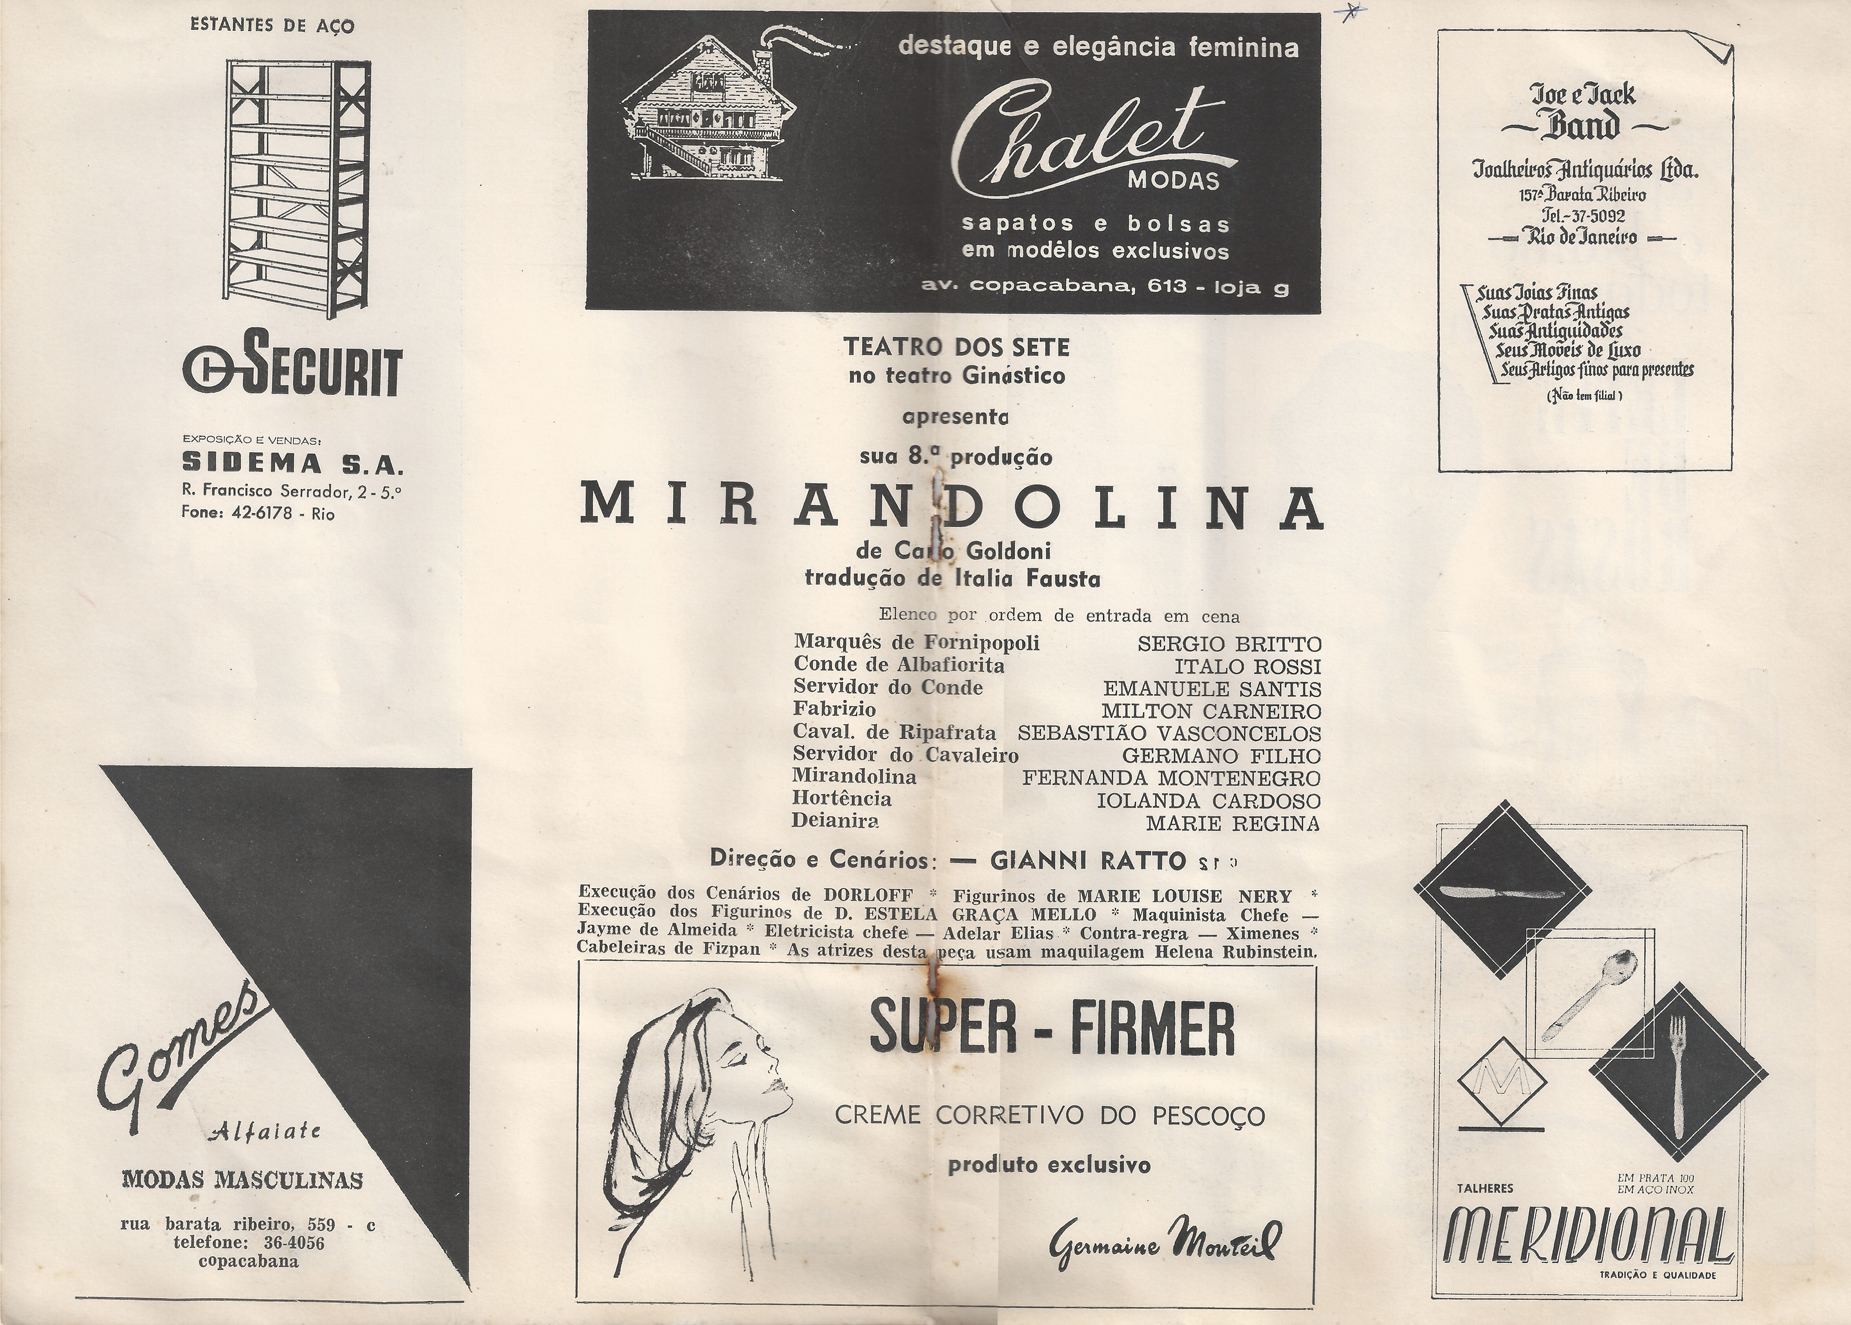 ESTANTES DE AÇO
SECURIT
EXPOSIÇÃO E VENDAS:
SIDEMA S.A.
R. Francisco Serrador, 2 - 5.º
Fone: 42-6178 - Rio
Gomes
Alfaiate
MODAS MASCULINAS
rua barata ribeiro, 559 - c
telefone: 36-4056
copacabana
destaque e elegância feminina
Chalet
MODAS
sapatos e bolsas
em modêlos exclusivos
av. copacabana, 613 - loja g
TEATRO DOS SETE
no teatro Ginástico
apresenta
sua 8.ª produção
MIRANDOLINA
de Carlo Goldoni
tradução de Italia Fausta
Elenco por ordem de entrada em cena
Marquês de Fornipopoli SERGIO BRITTO
Conde de Albafiorita ITALO ROSSI
Servidor do Conde EMANUELE SANTIS
Fabrizio MILTON CARNEIRO
Caval. de Ripafrata SEBASTIÃO VASCONCELOS
Servidor do Cavaleiro GERMANO FILHO
Mirandolina FERNANDA MONTENEGRO
Hortência IOLANDA CARDOSO
Deianira MARIE REGINA
Direção e Cenários: — GIANNI RATTO
Execução dos Cenários de DORLOFF * Figurinos de MARIE LOUISE NERY *
Execução dos Figurinos de D. ESTELA GRAÇA MELLO * Maquinista Chefe —
Jayme de Almeida * Eletricista chefe — Adelar Elias * Contra-regra — Ximenes *
Cabeleiras de Fizpan * As atrizes desta peça usam maquilagem Helena Rubinstein.
SUPER - FIRMER
CREME CORRETIVO DO PESCOÇO
produto exclusivo
Germaine Monteil
Joe e Jack
Band
Joalheiros Antiquários Ltda.
157ª Barata Ribeiro
Tel.-37-5092
Rio de Janeiro
Suas Joias Finas
Suas Pratas Antigas
Suas Antiguidades
Seus Moveis de Luxo
Seus Artigos finos para presentes
(Não tem filial)
M
TALHERES
EM PRATA 100
EM AÇO INOX
MERIDIONAL
TRADIÇÃO E QUALIDADE